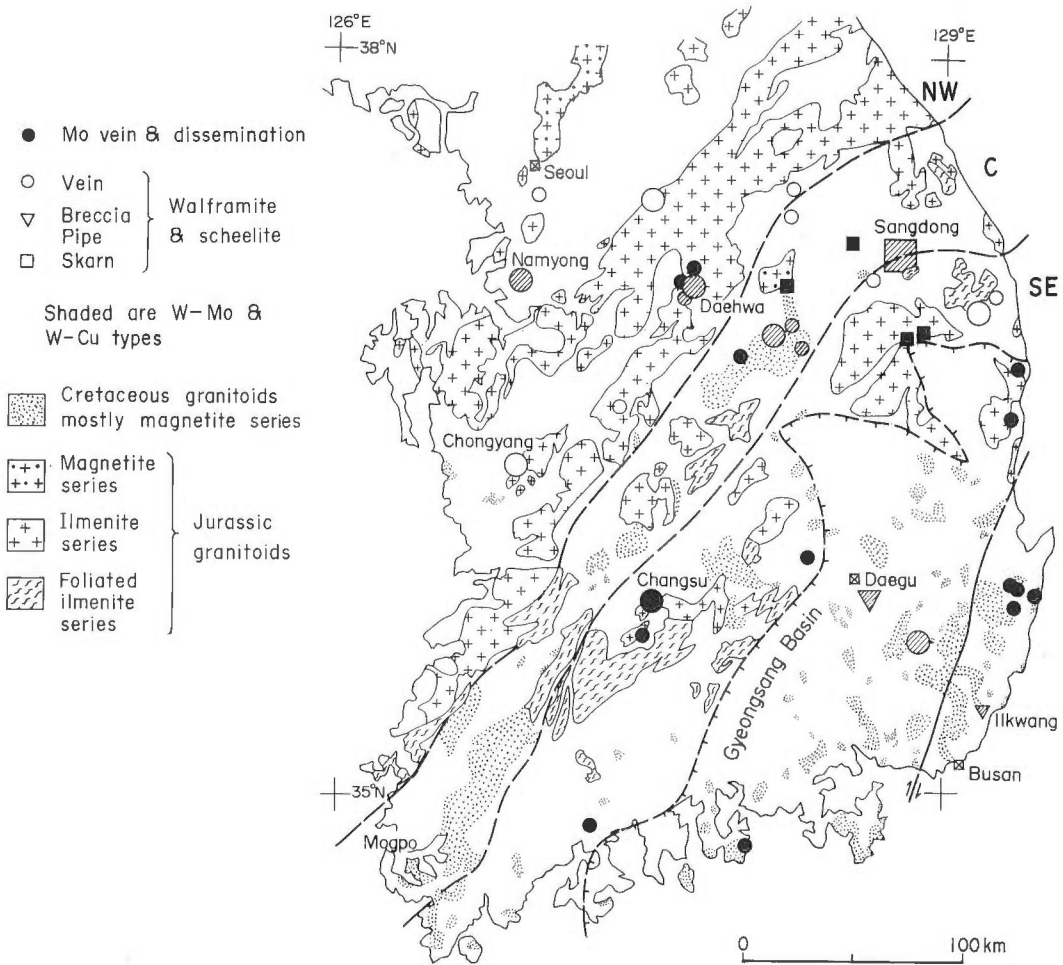 126°E
38°N
129°E
NW
C
SE
Mo vein & dissemination
Vein
Breccia
Pipe
Skarn
Walframite
& scheelite
Shaded are W-Mo &
W-Cu types
Cretaceous granitoids
mostly magnetite series
Magnetite
series
Ilmenite
series
Foliated
ilmenite
series
Jurassic
granitoids
Seoul
Namyong
Daehwa
Sangdong
Chongyang
Changsu
Daegu
Gyeongsang Basin
Ilkwang
Busan
35°N
Mogpo
0 100km